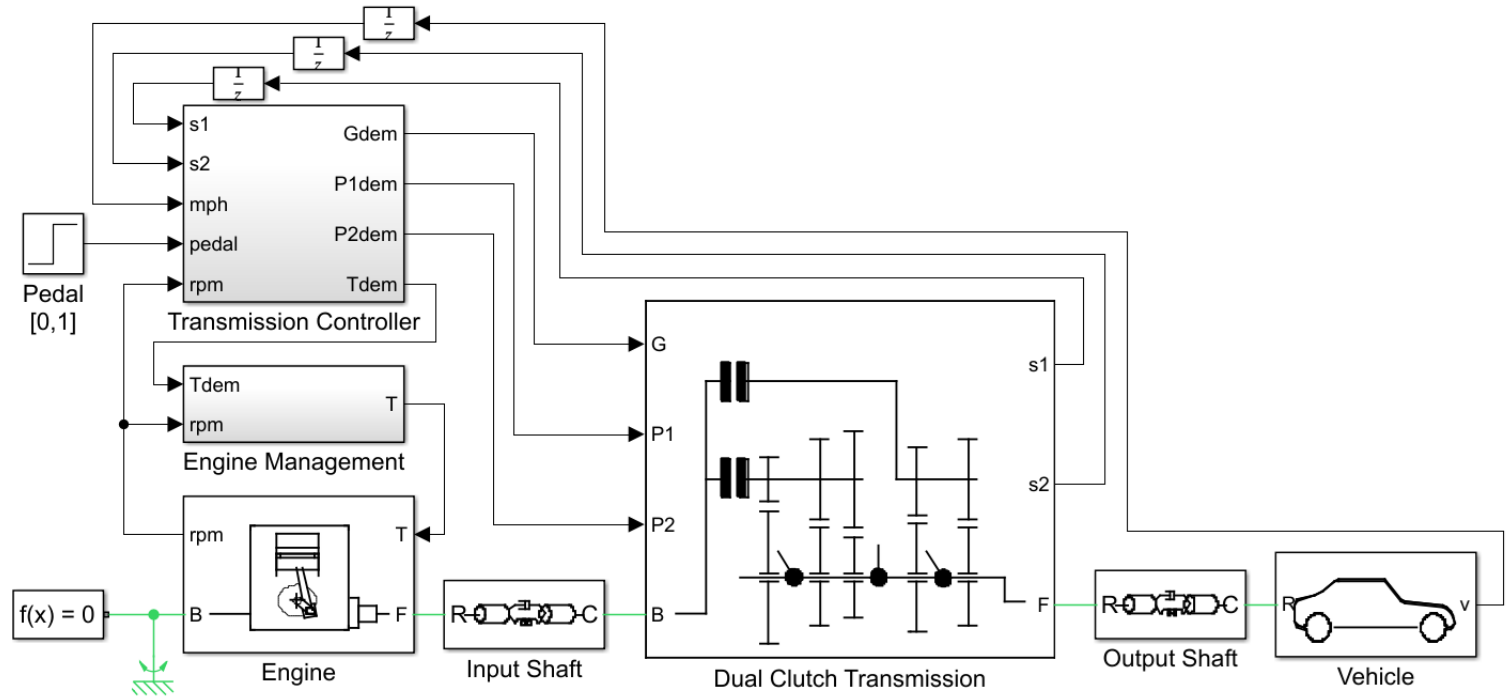 1
z
1
z
1
z
s1
s2
mph
pedal
rpm
Gdem
P1dem
P2dem
Tdem
Transmission Controller
Pedal
[0,1]
Tdem
rpm
T
Engine Management
rpm
T
B
F
Engine
f(x) = 0
R
C
Input Shaft
G
P1
P2
B
s1
s2
F
Dual Clutch Transmission
R
C
Output Shaft
R
v
Vehicle